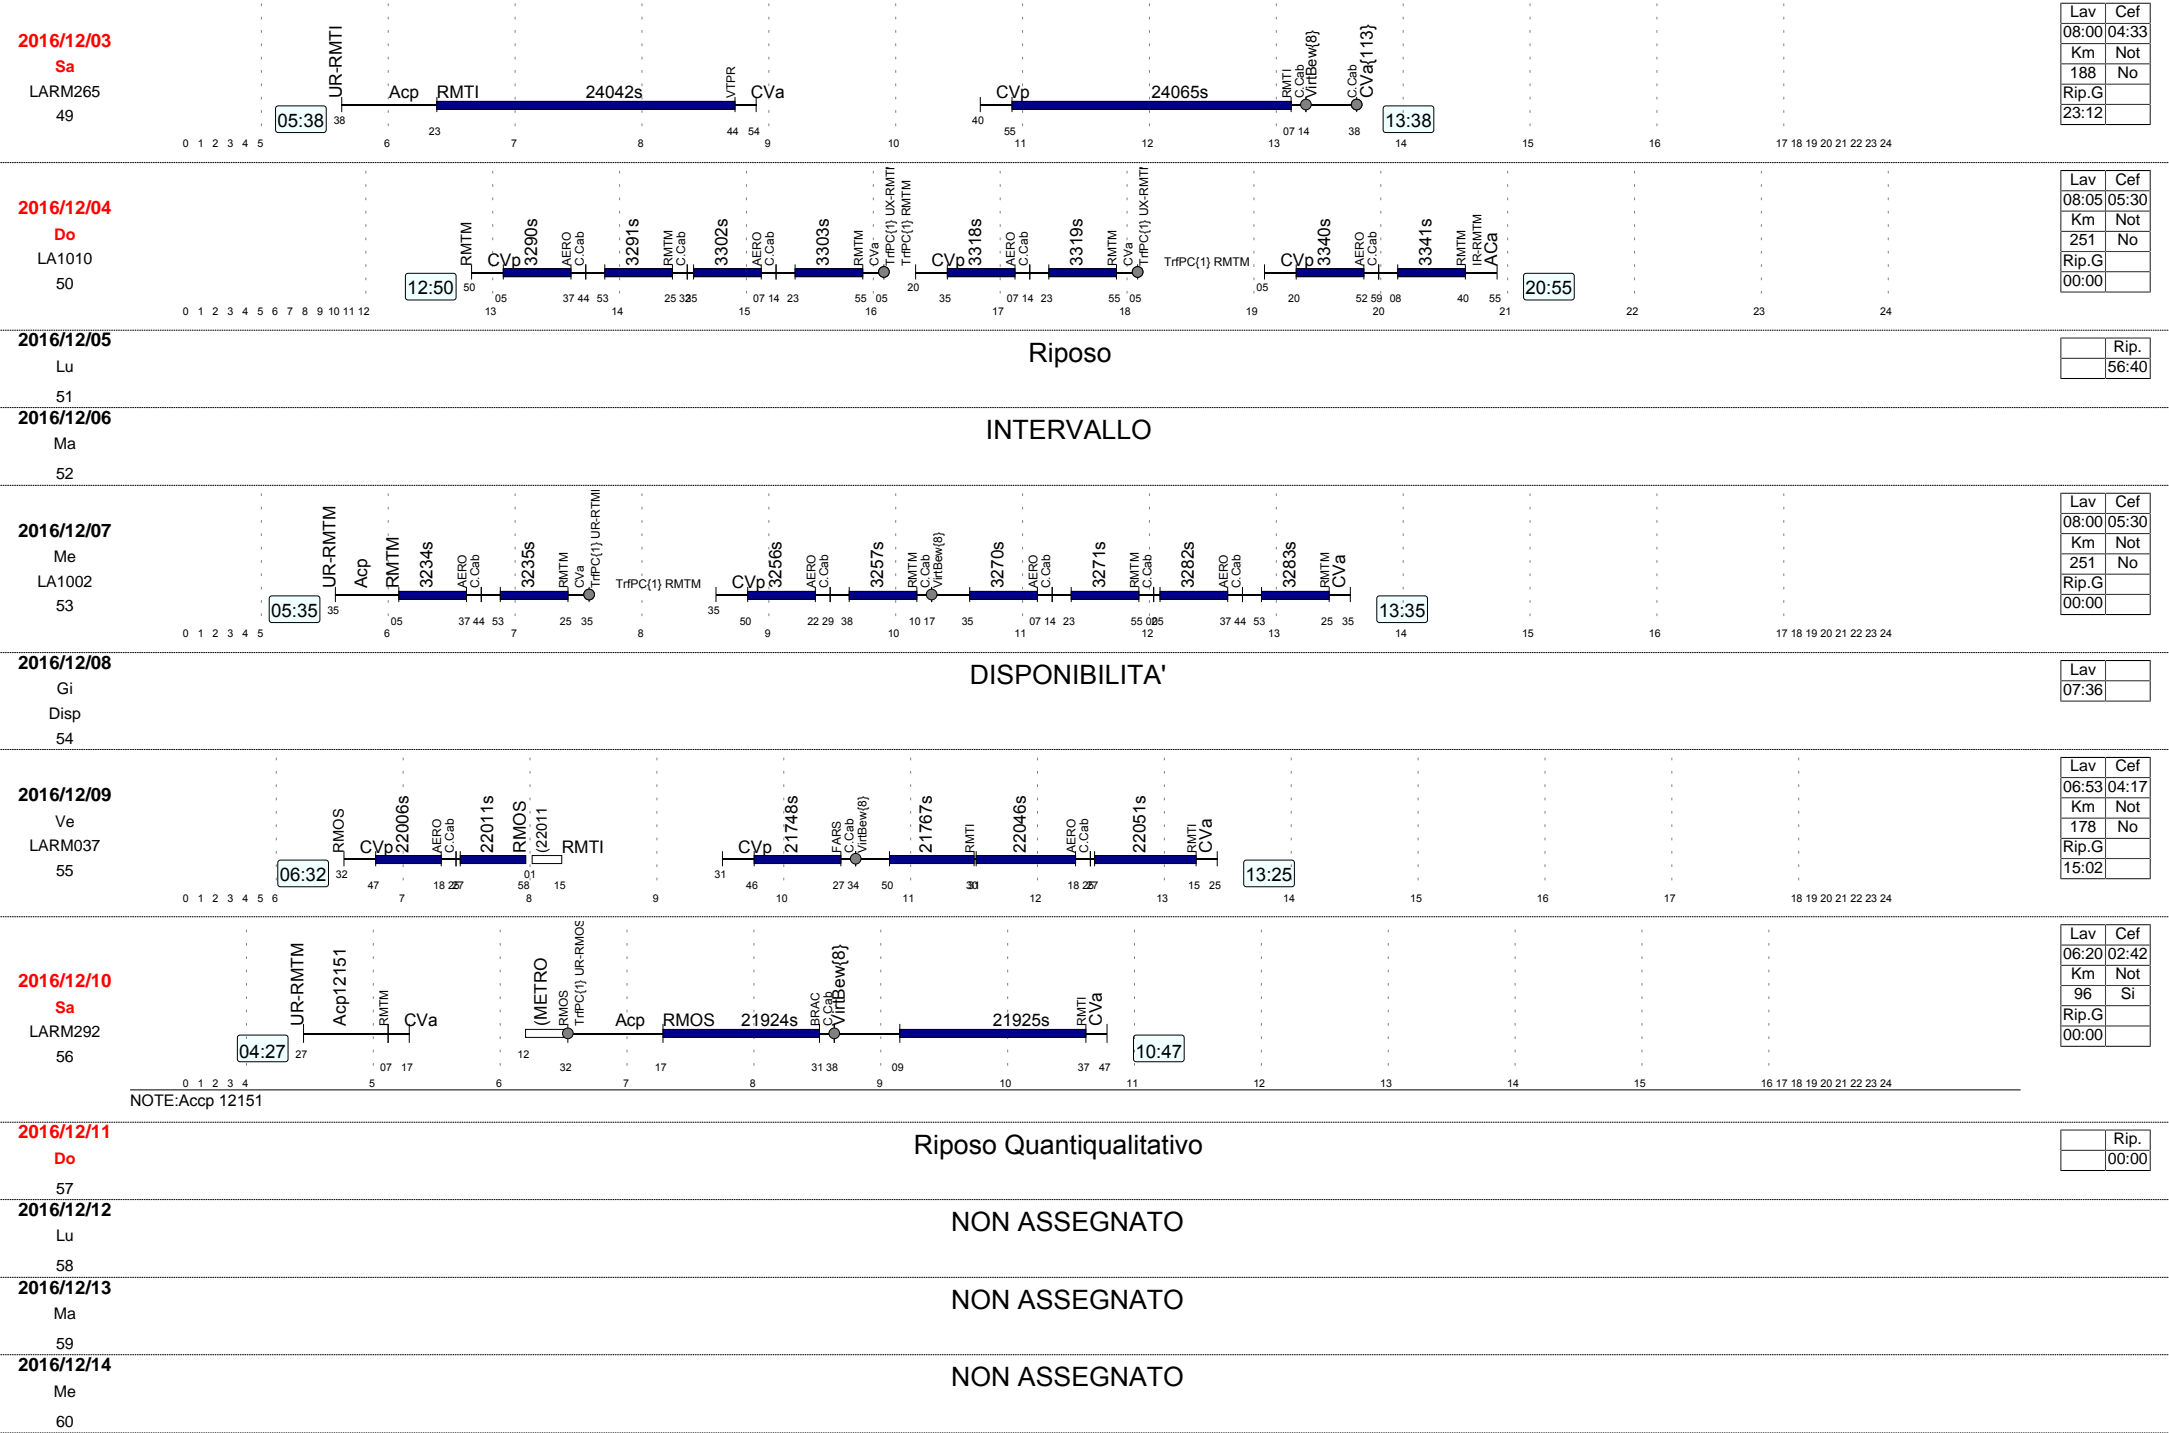 2016/12/03
Sa
LARM265
49
05:38
UR-RMTI
Acp
RMTI
24042s
VTPR
CVa
CVp
24065s
RMTI
C.Cab
VirtBew{8}
C.Cab
CVa{113}
13:38
38 23 44 54 40 55 07 14 38
0 1 2 3 4 5 6 7 8 9 10 11 12 13 14 15 16 17 18 19 20 21 22 23 24
Lav Cef
08:00 04:33
Km Not
188 No
Rip.G
23:12
2016/12/04
Do
LA1010
50
12:50
RMTM
CVp
3290s
AERO
C.Cab
3291s
RMTM
C.Cab
3302s
AERO
C.Cab
3303s
RMTM
CVa
TrfPC{1} UX-RMTM
TrfPC{1} RMTM
CVp
3318s
AERO
C.Cab
3319s
RMTM
CVa
TrfPC{1} UX-RMTM
TrfPC{1} RMTM
CVp
3340s
AERO
C.Cab
3341s
RMTM
IR-RMTM
ACa
20:55
50 05 37 44 53 25 32 35 07 14 23 55 05 20 35 07 14 23 55 05 05 20 52 59 08 40 55
0 1 2 3 4 5 6 7 8 9 10 11 12 13 14 15 16 17 18 19 20 21 22 23 24
Lav Cef
08:05 05:30
Km Not
251 No
Rip.G
00:00
2016/12/05
Lu
51
Riposo
Rip.
56:40
2016/12/06
Ma
52
INTERVALLO
2016/12/07
Me
LA1002
53
05:35
UR-RMTM
Acp
RMTM
3234s
AERO
C.Cab
3235s
RMTM
CVa
TrfPC{1} UR-RTMI
TrfPC{1} RMTM
CVp
3256s
AERO
C.Cab
3257s
RMTM
C.Cab
VirtBew{8}
3270s
AERO
C.Cab
3271s
RMTM
C.Cab
3282s
AERO
C.Cab
3283s
RMTM
CVa
13:35
35 05 37 44 53 25 35 35 50 22 29 38 10 17 35 07 14 23 55 02 05 37 44 53 25 35
0 1 2 3 4 5 6 7 8 9 10 11 12 13 14 15 16 17 18 19 20 21 22 23 24
Lav Cef
08:00 05:30
Km Not
251 No
Rip.G
00:00
2016/12/08
Gi
Disp
54
DISPONIBILITA'
Lav
07:36
2016/12/09
Ve
LARM037
55
06:32
RMOS
CVp
22006s
AERO
C.Cab
22011s
RMOS
(22011
RMTI
CVp
21748s
FARS
C.Cab
VirtBew{8}
21767s
RMTI
22046s
AERO
C.Cab
22051s
RMTI
CVa
13:25
32 47 18 25 27 58 01 15 31 46 27 34 50 30 31 18 25 27 15 25
0 1 2 3 4 5 6 7 8 9 10 11 12 13 14 15 16 17 18 19 20 21 22 23 24
Lav Cef
06:53 04:17
Km Not
178 No
Rip.G
15:02
2016/12/10
Sa
LARM292
56
04:27
UR-RMTM
Acp12151
RMTM
CVa
(METRO
RMOS
TrfPC{1} UR-RMOS
Acp
RMOS
21924s
BRAC
C.Cab
VirtBew{8}
21925s
RMTI
CVa
10:47
27 07 17 12 32 17 31 38 09 37 47
0 1 2 3 4 5 6 7 8 9 10 11 12 13 14 15 16 17 18 19 20 21 22 23 24
Lav Cef
06:20 02:42
Km Not
96 Si
Rip.G
00:00
NOTE:Accp 12151
2016/12/11
Do
57
Riposo Quantiqualitativo
Rip.
00:00
2016/12/12
Lu
58
NON ASSEGNATO
2016/12/13
Ma
59
NON ASSEGNATO
2016/12/14
Me
60
NON ASSEGNATO